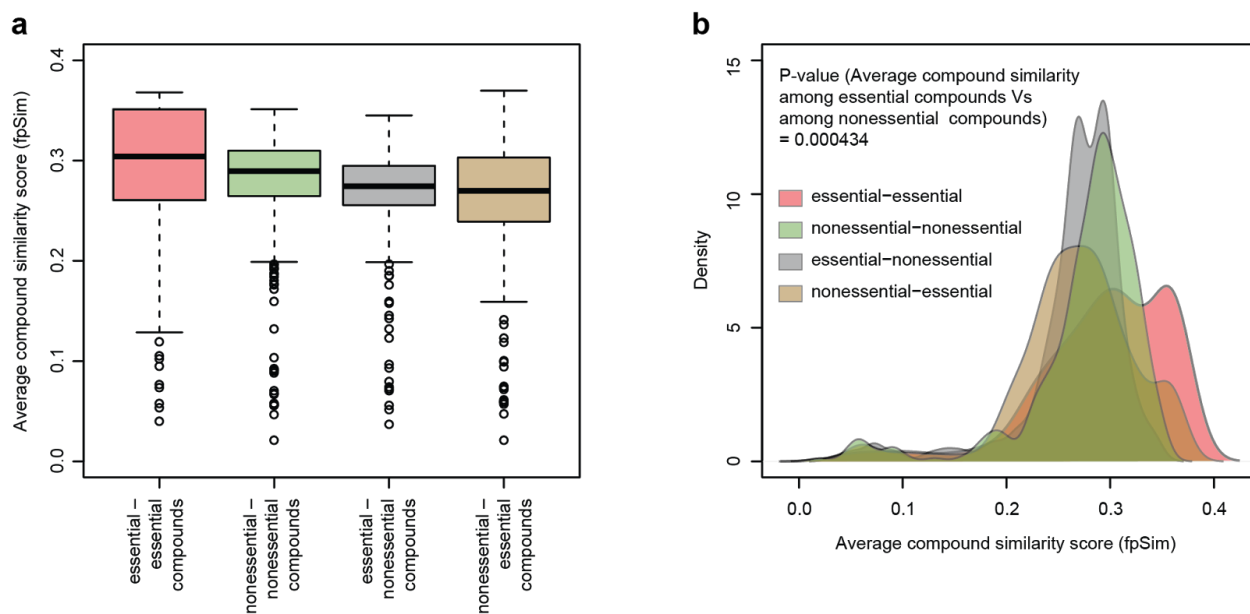 a
Average compound similarity score (fpSim)
0.4
0.3
0.2
0.1
0.0
essential –
essential
compounds
nonessential–
nonessential
compounds
essential –
nonessential
compounds
nonessential–
essential
compounds
b
Density
15
10
5
0
P-value (Average compound similarity
among essential compounds Vs
among nonessential compounds)
= 0.000434
essential–essential
nonessential–nonessential
essential–nonessential
nonessential–essential
0.0 0.1 0.2 0.3 0.4
Average compound similarity score (fpSim)